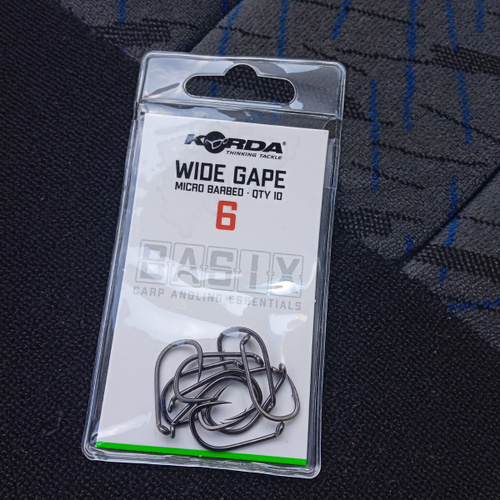 KORDA
THINKING TACKLE
WIDE GAPE
MICRO BARBED · QTY 10
6
BASIX
CARP ANGLING ESSENTIALS